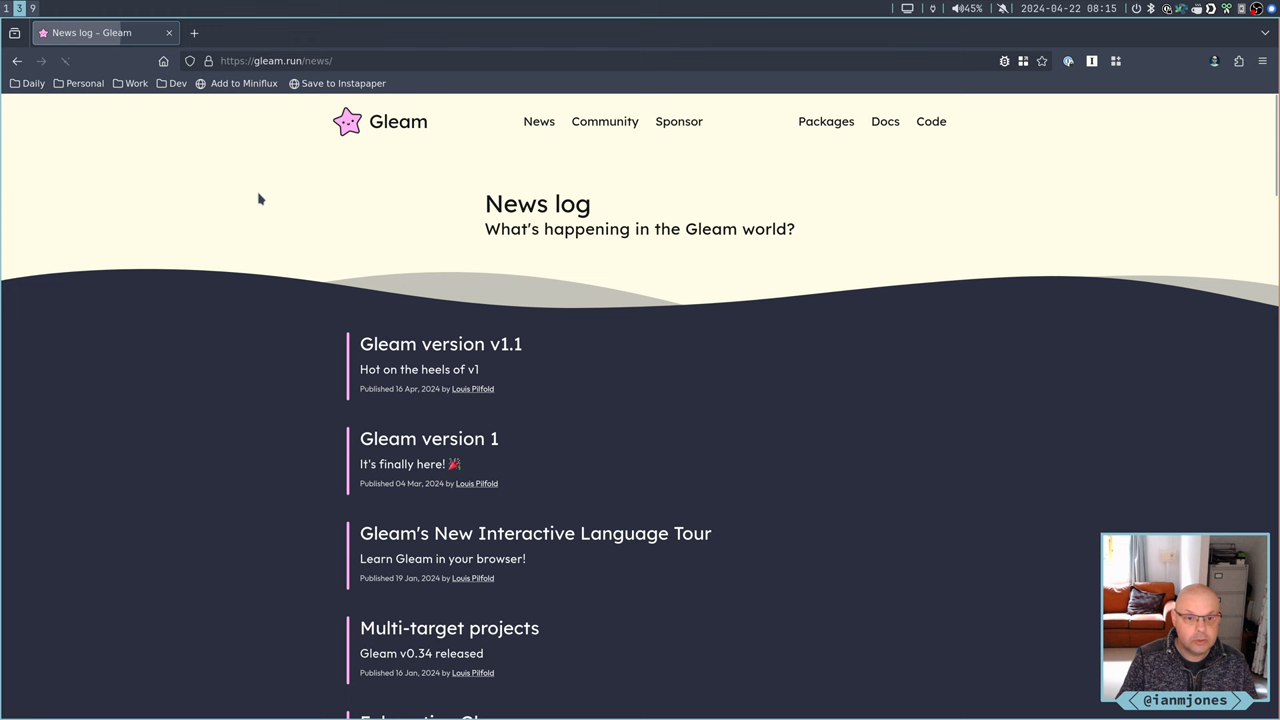 1 3 9
45%
2024-04-22 08:15
News log – Gleam
https://gleam.run/news/
Daily
Personal
Work
Dev
Add to Miniflux
Save to Instapaper
Gleam
News
Community
Sponsor
Packages
Docs
Code
News log
What's happening in the Gleam world?
Gleam version v1.1
Hot on the heels of v1
Published 16 Apr, 2024 by Louis Pilfold
Gleam version 1
It's finally here! 🎉
Published 04 Mar, 2024 by Louis Pilfold
Gleam's New Interactive Language Tour
Learn Gleam in your browser!
Published 19 Jan, 2024 by Louis Pilfold
Multi-target projects
Gleam v0.34 released
Published 16 Jan, 2024 by Louis Pilfold
@ianmjones